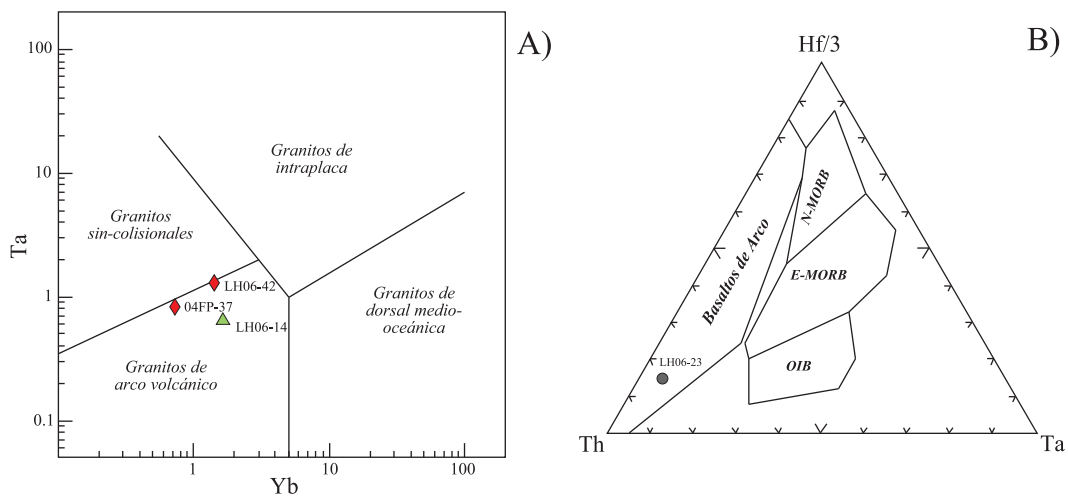 A)
100
10
1
0.1
Ta
Granitos de
intraplaca
Granitos
sin-colisionales
LH06-42
04FP-37
LH06-14
Granitos de
dorsal medio-
oceánica
Granitos de
arco volcánico
1
10
100
Yb
B)
Hf/3
N-MORB
Basaltos de Arco
E-MORB
OIB
LH06-23
Th
Ta